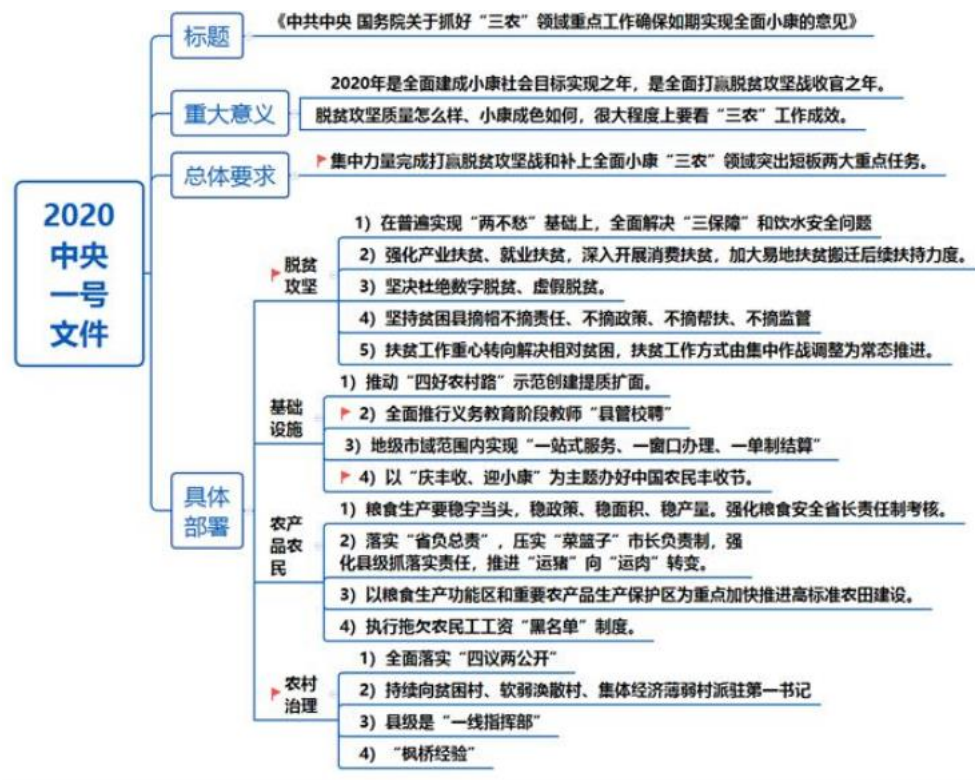 2020
中央
一号
文件
标题
《中共中央 国务院关于抓好“三农”领域重点工作确保如期实现全面小康的意见》
重大意义
2020年是全面建成小康社会目标实现之年，是全面打赢脱贫攻坚战收官之年。
脱贫攻坚质量怎么样、小康成色如何，很大程度上要看“三农”工作成效。
总体要求
集中力量完成打赢脱贫攻坚战和补上全面小康“三农”领域突出短板两大重点任务。
具体
部署
脱贫
攻坚
1）在普遍实现“两不愁”基础上，全面解决“三保障”和饮水安全问题
2）强化产业扶贫、就业扶贫，深入开展消费扶贫，加大易地扶贫搬迁后续扶持力度。
3）坚决杜绝数字脱贫、虚假脱贫。
4）坚持贫困县摘帽不摘责任、不摘政策、不摘帮扶、不摘监管
5）扶贫工作重心转向解决相对贫困，扶贫工作方式由集中作战调整为常态推进。
基础
设施
1）推动“四好农村路”示范创建提质扩面。
2）全面推行义务教育阶段教师“县管校聘”
3）地级市域范围内实现“一站式服务、一窗口办理、一单制结算”
4）以“庆丰收、迎小康”为主题办好中国农民丰收节。
农产
品农
民
1）粮食生产要稳字当头，稳政策、稳面积、稳产量。强化粮食安全省长责任制考核。
2）落实“省负总责”，压实“菜篮子”市长负责制，强
化县级抓落实责任，推进“运猪”向“运肉”转变。
3）以粮食生产功能区和重要农产品生产保护区为重点加快推进高标准农田建设。
4）执行拖欠农民工工资“黑名单”制度。
农村
治理
1）全面落实“四议两公开”
2）持续向贫困村、软弱涣散村、集体经济薄弱村派驻第一书记
3）县级是“一线指挥部”
4）“枫桥经验”